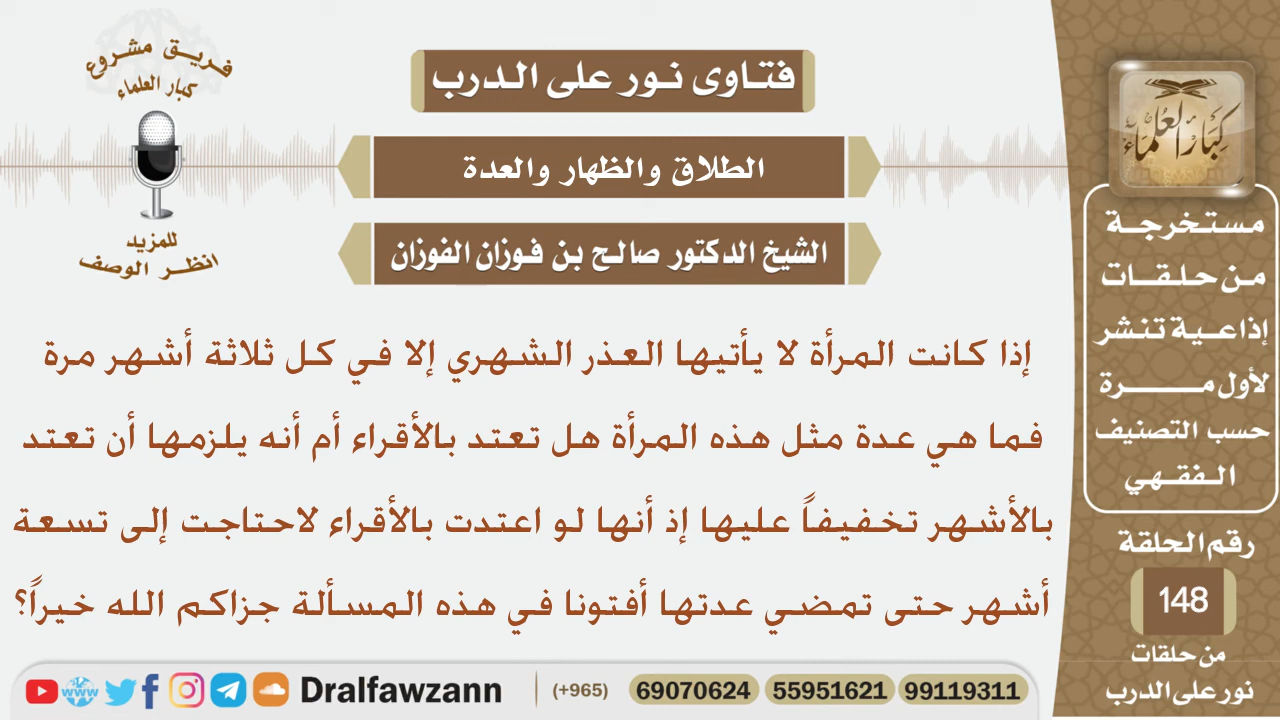 فريق مشروع
كبار العلماء
للمزيد
انظر الوصف
فتاوى نور على الدرب
الطلاق والظهار والعدة
الشيخ الدكتور صالح بن فوزان الفوزان
إذا كانت المرأة لا يأتيها العذر الشهري إلا في كل ثلاثة أشهر مرة
فما هي عدة مثل هذه المرأة هل تعتد بالأقراء أم أنه يلزمها أن تعتد
بالأشهر تخفيفاً عليها إذ أنها لو اعتدت بالأقراء لاحتاجت إلى تسعة
أشهر حتى تمضي عدتها أفتونا في هذه المسألة جزاكم الله خيراً؟
كبار العلماء
مستخرجة
من حلقات
إذاعية تنشر
لأول مرة
حسب التصنيف
الفقهي
رقم الحلقة
148
من حلقات
نور على الدرب
www Dralfawzann (+965) 69070624 55951621 99119311